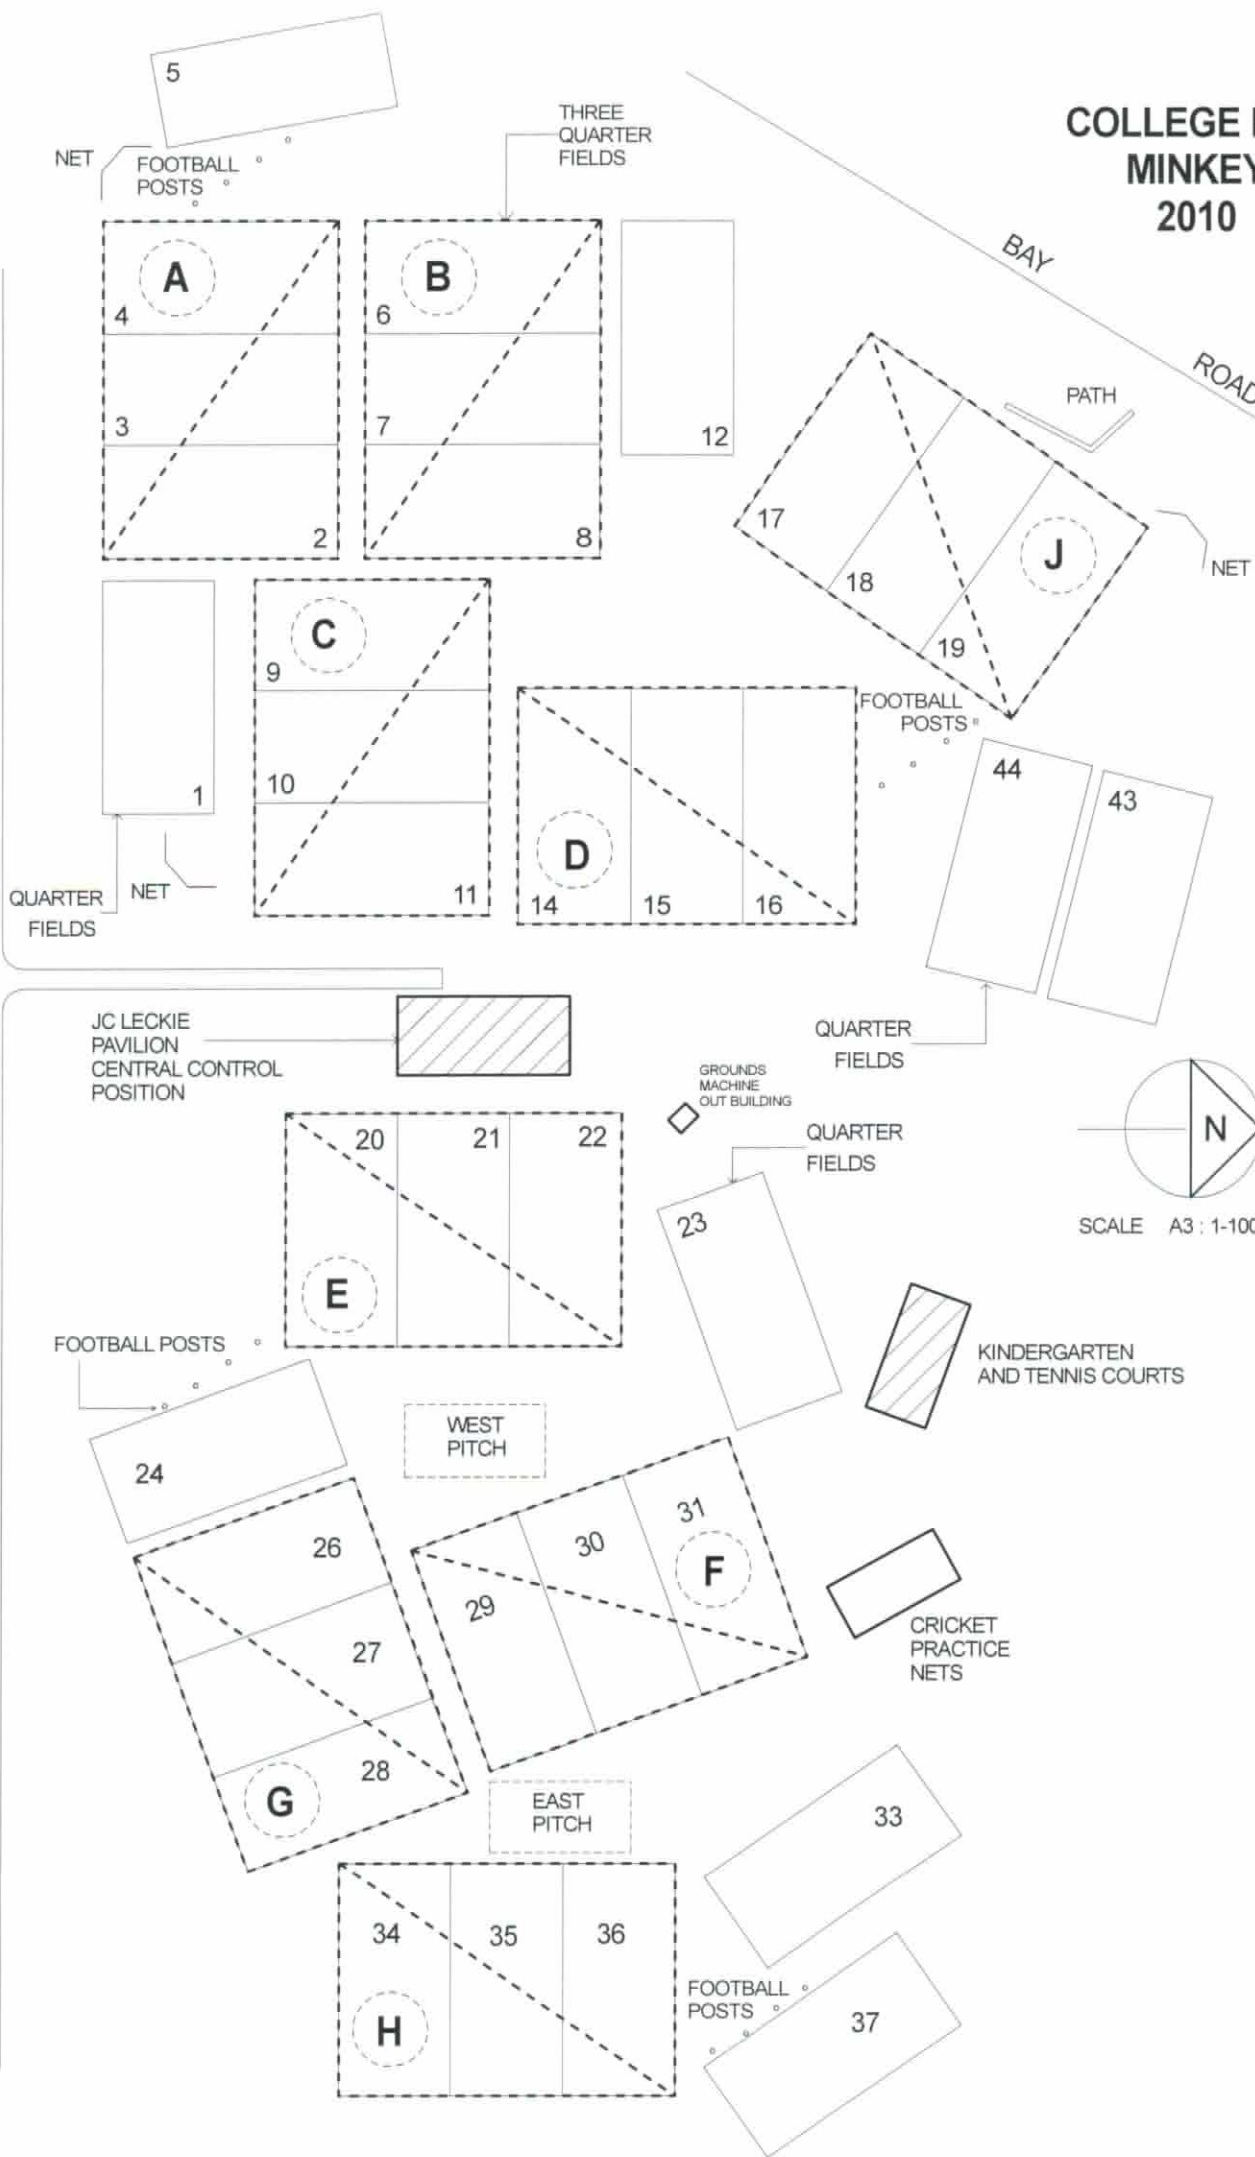 5
COLLEGE
MINKEY
2010
THREE
QUARTER
FIELDS
NET
FOOTBALL
POSTS
BAY
ROAD
A
B
4
6
3
7
12
2
8
PATH
17
18
19
J
NET
C
9
10
11
1
QUARTER
FIELDS
NET
D
14
15
16
FOOTBALL
POSTS
44
43
QUARTER
FIELDS
JC LECKIE
PAVILION
CENTRAL CONTROL
POSITION
GROUNDS
MACHINE
OUT BUILDING
QUARTER
FIELDS
N
SCALE A3 : 1-100
20
21
22
E
23
KINDERGARTEN
AND TENNIS COURTS
FOOTBALL POSTS
24
WEST
PITCH
26
27
28
G
29
30
31
F
CRICKET
PRACTICE
NETS
EAST
PITCH
33
34
35
36
H
FOOTBALL
POSTS
37